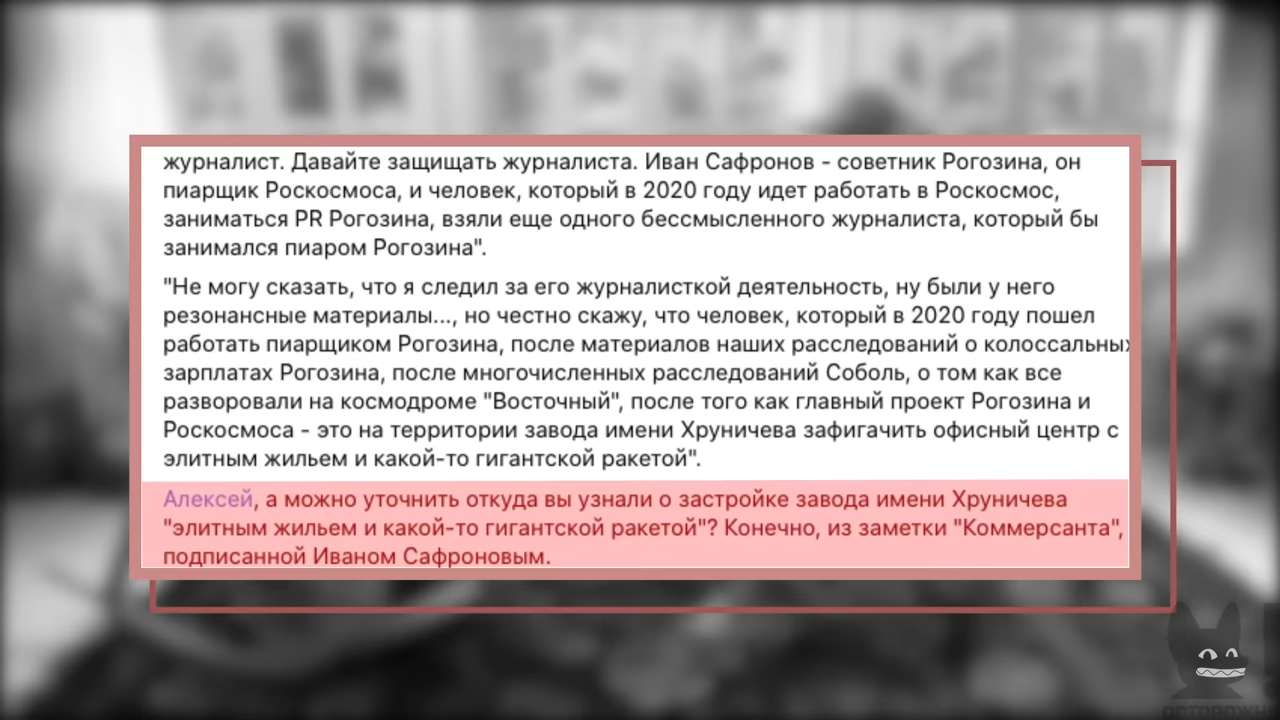 журналист. Давайте защищать журналиста. Иван Сафронов - советник Рогозина, он
пиарщик Роскосмоса, и человек, который в 2020 году идет работать в Роскосмос,
заниматься PR Рогозина, взяли еще одного бессмысленного журналиста, который бы
занимался пиаром Рогозина".
"Не могу сказать, что я следил за его журналисткой деятельность, ну были у него
резонансные материалы..., но честно скажу, что человек, который в 2020 году пошел
работать пиарщиком Рогозина, после материалов наших расследований о колоссальных
зарплатах Рогозина, после многочисленных расследований Соболь, о том как все
разворовали на космодроме "Восточный", после того как главный проект Рогозина и
Роскосмоса - это на территории завода имени Хруничева зафигачить офисный центр с
элитным жильем и какой-то гигантской ракетой".
Алексей, а можно уточнить откуда вы узнали о застройке завода имени Хруничева
"элитным жильем и какой-то гигантской ракетой"? Конечно, из заметки "Коммерсанта",
подписанной Иваном Сафроновым.